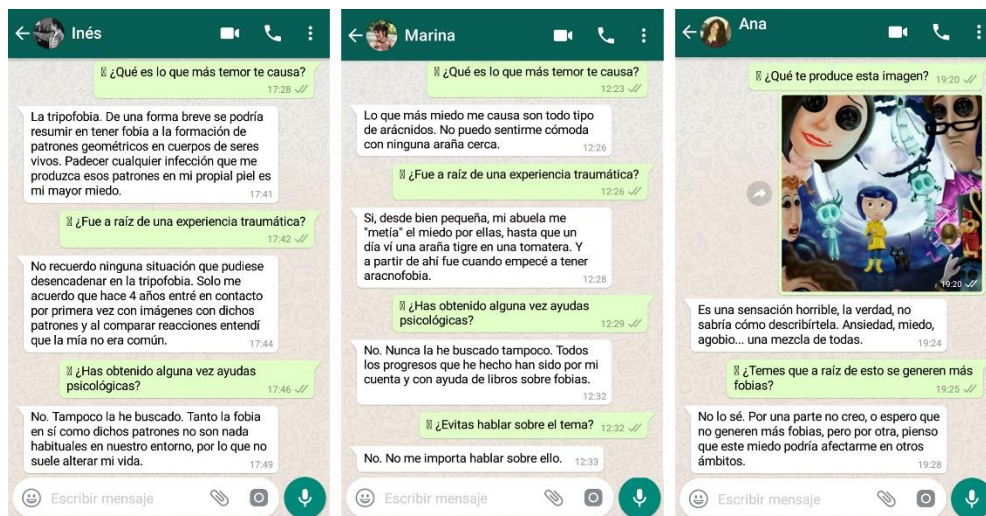 Inés
¿Qué es lo que más temor te causa?
17:28
La tripofobia. De una forma breve se podría
resumir en tener fobia a la formación de
patrones geométricos en cuerpos de seres
vivos. Padecer cualquier infección que me
produzca esos patrones en mi propial piel es
mi mayor miedo.
17:41
¿Fue a raíz de una experiencia traumática?
17:42
No recuerdo ninguna situación que pudiese
desencadenar en la tripofobia. Solo me
acuerdo que hace 4 años entré en contacto
por primera vez con imágenes con dichos
patrones y al comparar reacciones entendí
que la mía no era común.
17:44
¿Has obtenido alguna vez ayudas
psicológicas?
17:46
No. Tampoco la he buscado. Tanto la fobia
en sí como dichos patrones no son nada
habituales en nuestro entorno, por lo que no
suele alterar mi vida.
17:49
Escribir mensaje
Marina
¿Qué es lo que más temor te causa?
12:23
Lo que más miedo me causa son todo tipo
de arácnidos. No puedo sentirme cómoda
con ninguna araña cerca.
12:26
¿Fue a raíz de una experiencia traumática?
12:26
Si, desde bien pequeña, mi abuela me
"metía" el miedo por ellas, hasta que un
día ví una araña tigre en una tomatera. Y
a partir de ahí fue cuando empecé a tener
aracnofobia.
12:28
¿Has obtenido alguna vez ayudas
psicológicas?
12:29
No. Nunca la he buscado tampoco. Todos
los progresos que he hecho han sido por mi
cuenta y con ayuda de libros sobre fobias.
12:32
¿Evitas hablar sobre el tema? 12:32
No. No me importa hablar sobre ello. 12:33
Escribir mensaje
Ana
¿Qué te produce esta imagen? 19:20
19:20
Es una sensación horrible, la verdad, no
sabría cómo describírtela. Ansiedad, miedo,
agobio... una mezcla de todas.
19:24
¿Temes que a raíz de esto se generen más
fobias?
19:25
No lo sé. Por una parte no creo, o espero que
no generen más fobias, pero por otra, pienso
que este miedo podría afectarme en otros
ámbitos.
19:28
Escribir mensaje